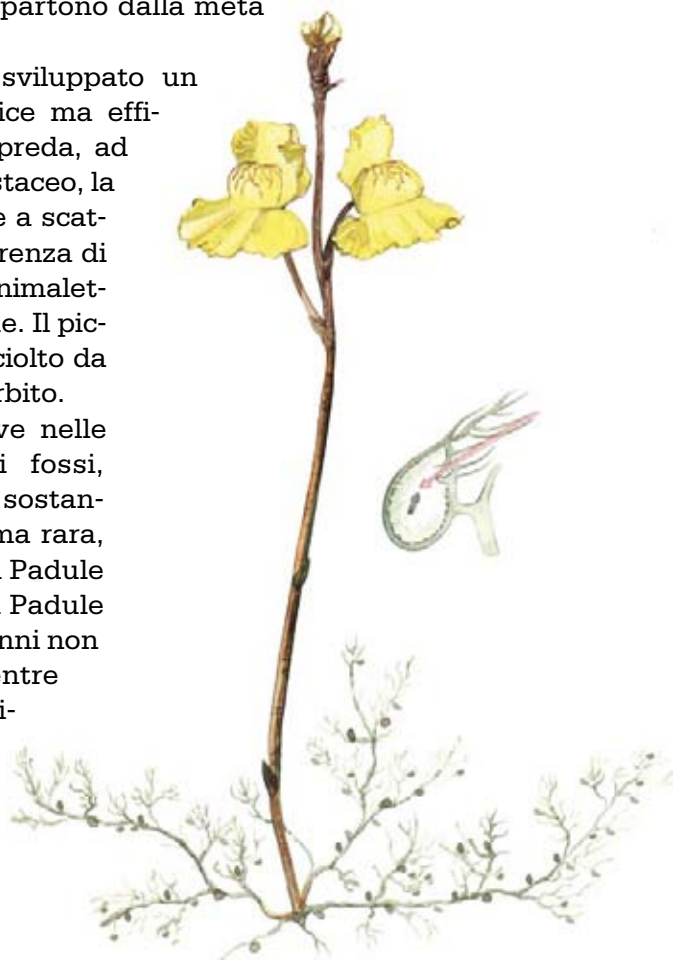 partono dalla metà
sviluppato un
ice ma effi-
preda, ad
staceo, la
e a scat-
renza di
nimalet-
e. Il pic-
ciolto da
rbito.
ve nelle
i fossi,
sostan-
ma rara,
Padule
Padule
nni non
entre
i-